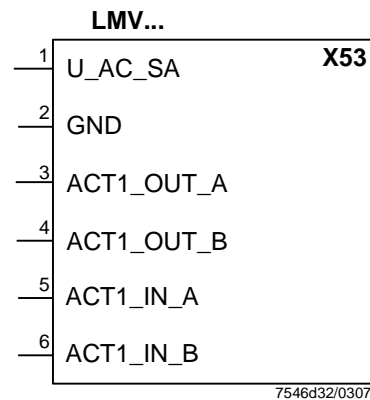 LMV...
X53
1 U_AC_SA
2 GND
3 ACT1_OUT_A
4 ACT1_OUT_B
5 ACT1_IN_A
6 ACT1_IN_B
7546d32/0307